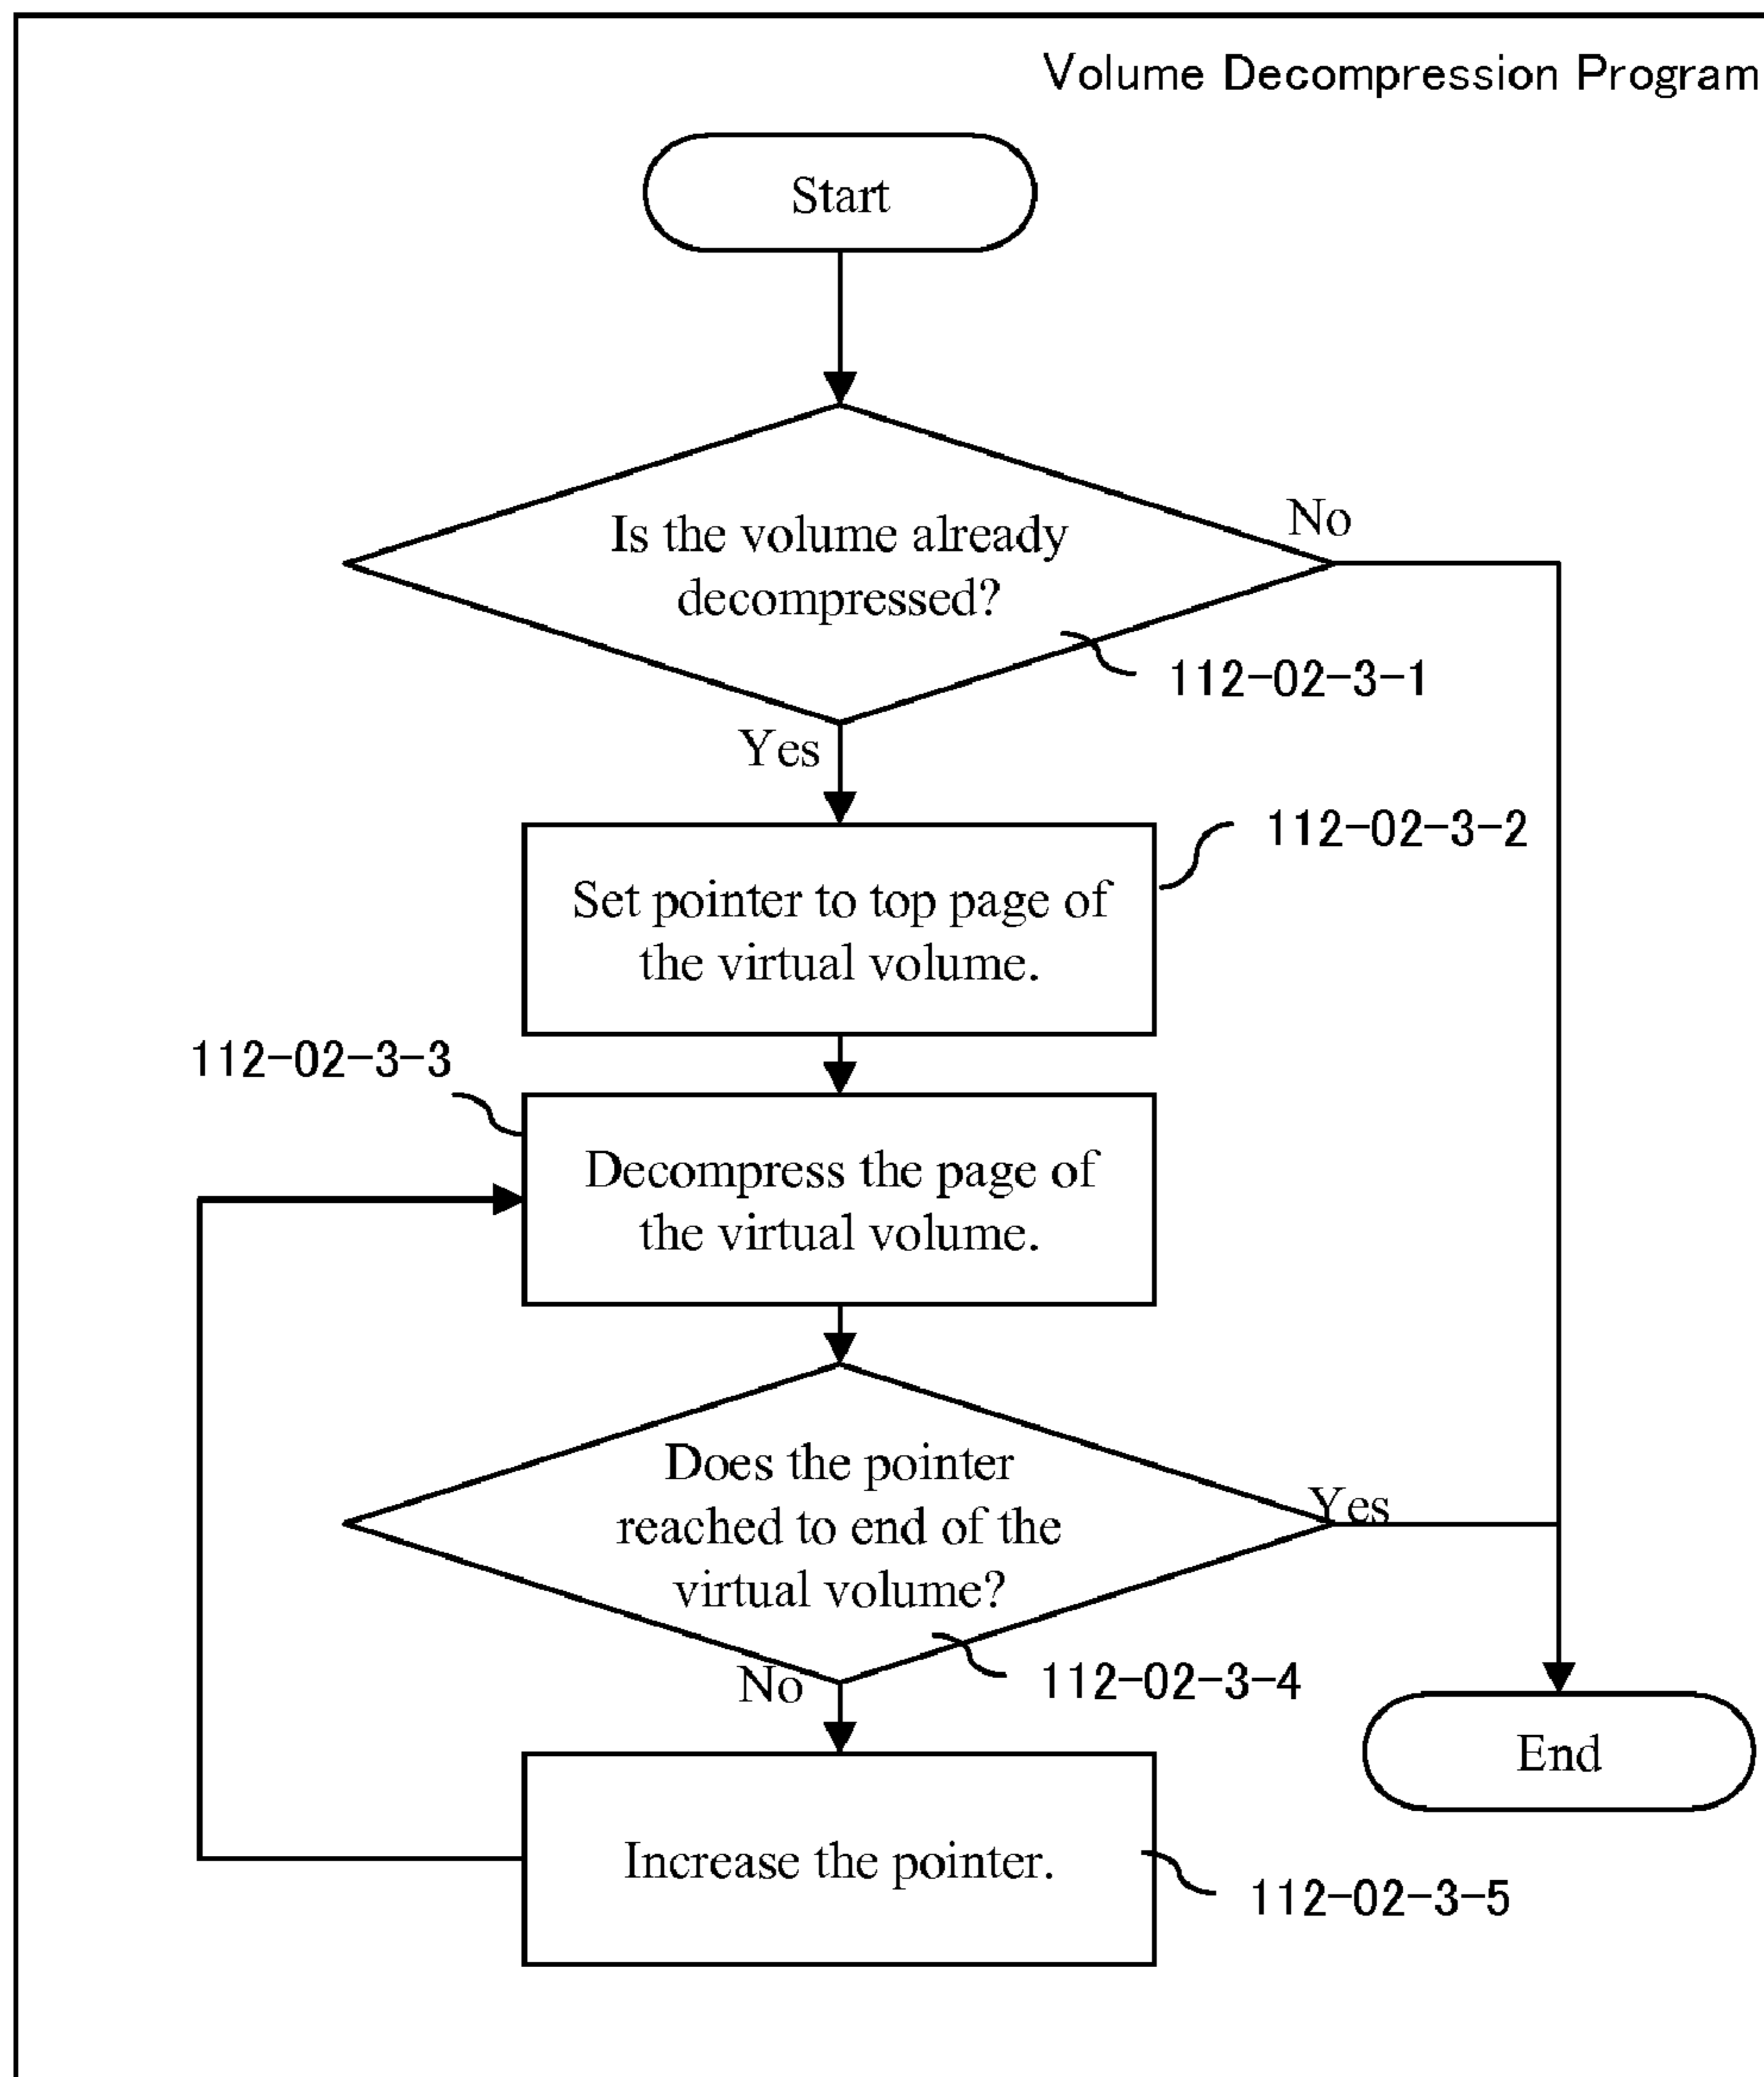 Volume Decompression Program
Start
Is the volume already
decompressed?
No
112-02-3-1
Yes
112-02-3-2
Set pointer to top page of
the virtual volume.
112-02-3-3
Decompress the page of
the virtual volume.
Does the pointer
reached to end of the
virtual volume?
Yes
112-02-3-4
No
End
Increase the pointer.
112-02-3-5